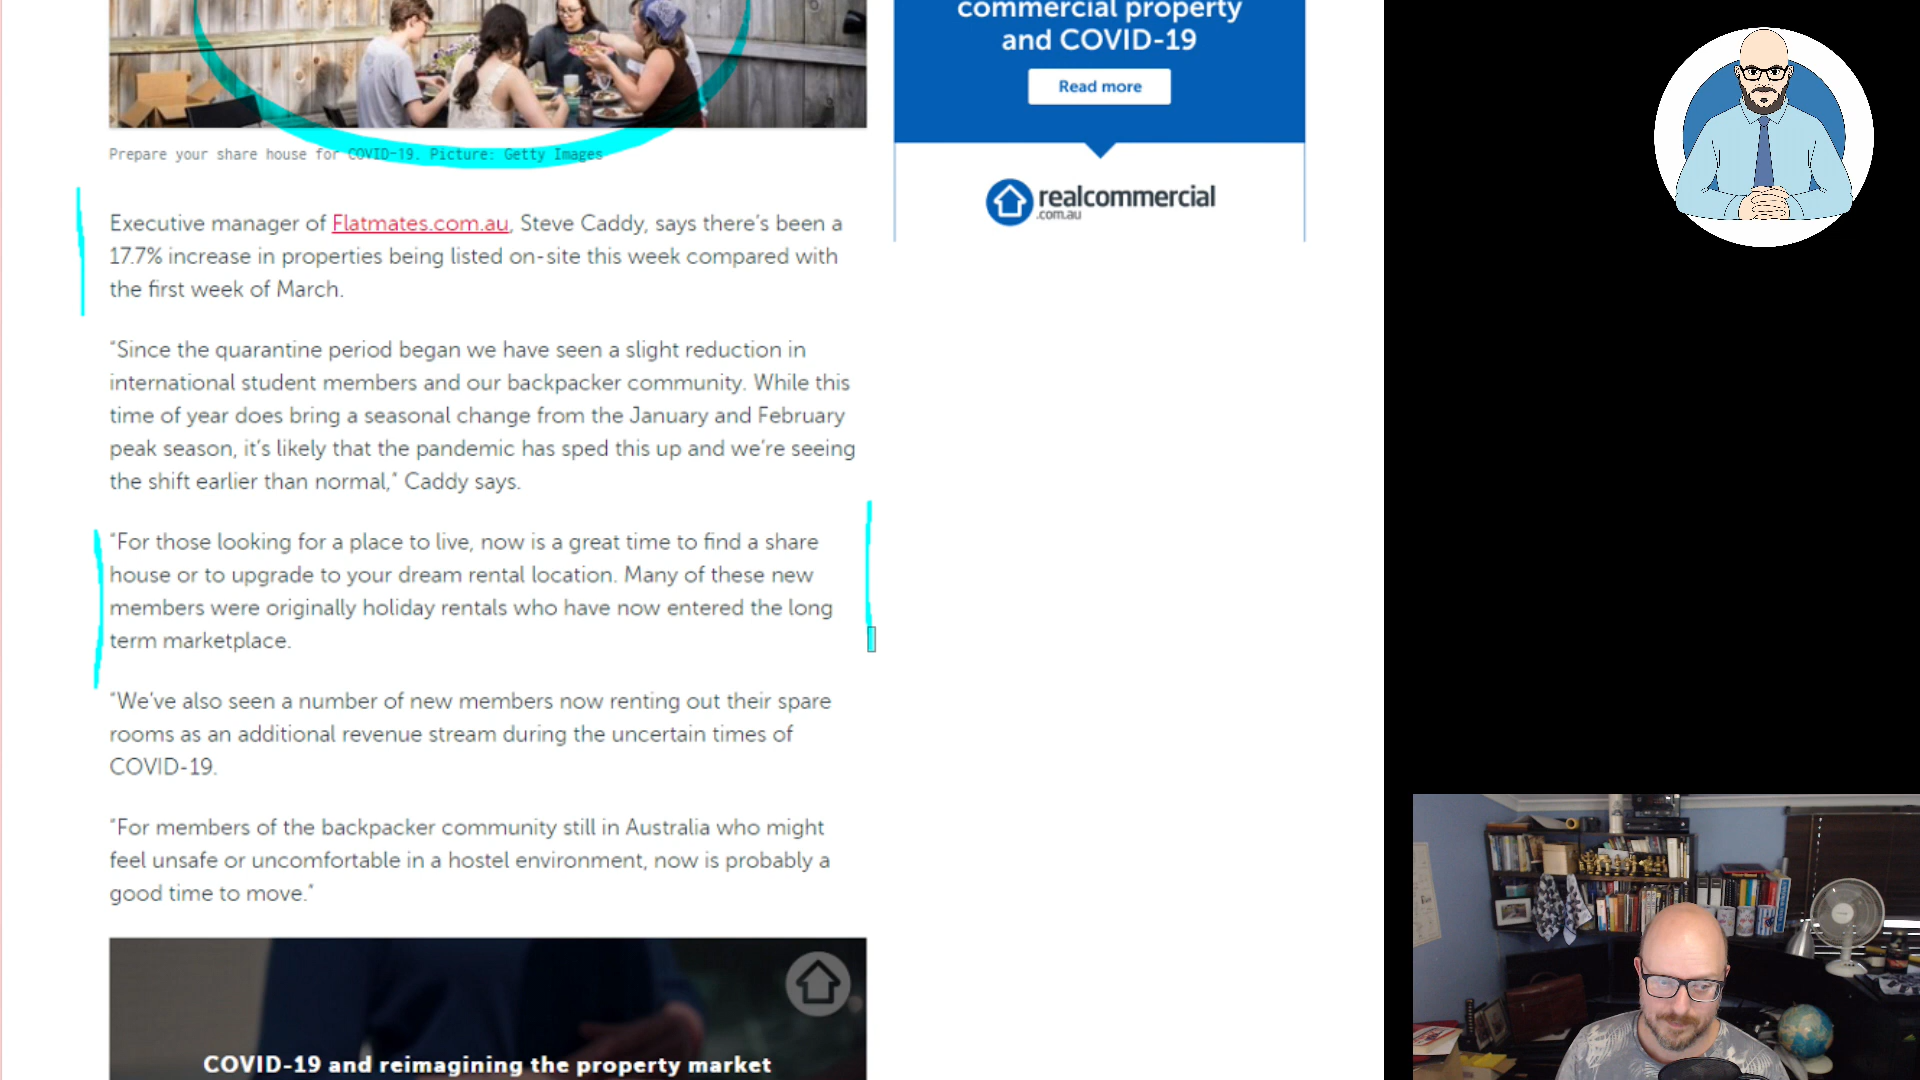 commercial property
and COVID-19
Read more
realcommercial
.com.au
Prepare your share house for COVID-19. Picture: Getty Images
Executive manager of Flatmates.com.au, Steve Caddy, says there’s been a
17.7% increase in properties being listed on-site this week compared with
the first week of March.
“Since the quarantine period began we have seen a slight reduction in
international student members and our backpacker community. While this
time of year does bring a seasonal change from the January and February
peak season, it’s likely that the pandemic has sped this up and we’re seeing
the shift earlier than normal,” Caddy says.
“For those looking for a place to live, now is a great time to find a share
house or to upgrade to your dream rental location. Many of these new
members were originally holiday rentals who have now entered the long
term marketplace.
“We’ve also seen a number of new members now renting out their spare
rooms as an additional revenue stream during the uncertain times of
COVID-19.
“For members of the backpacker community still in Australia who might
feel unsafe or uncomfortable in a hostel environment, now is probably a
good time to move.”
COVID-19 and reimagining the property market